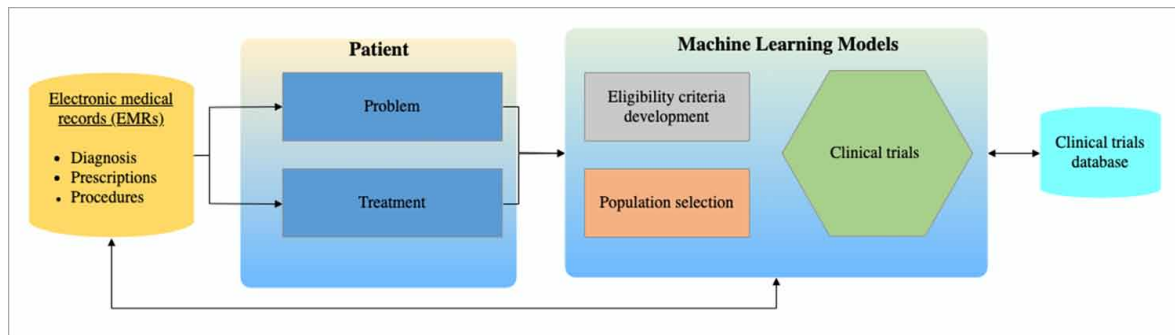 Electronic medical
records (EMRs)
• Diagnosis
• Prescriptions
• Procedures
Patient
Problem
Treatment
Machine Learning Models
Eligibility criteria
development
Population selection
Clinical trials
Clinical trials
database